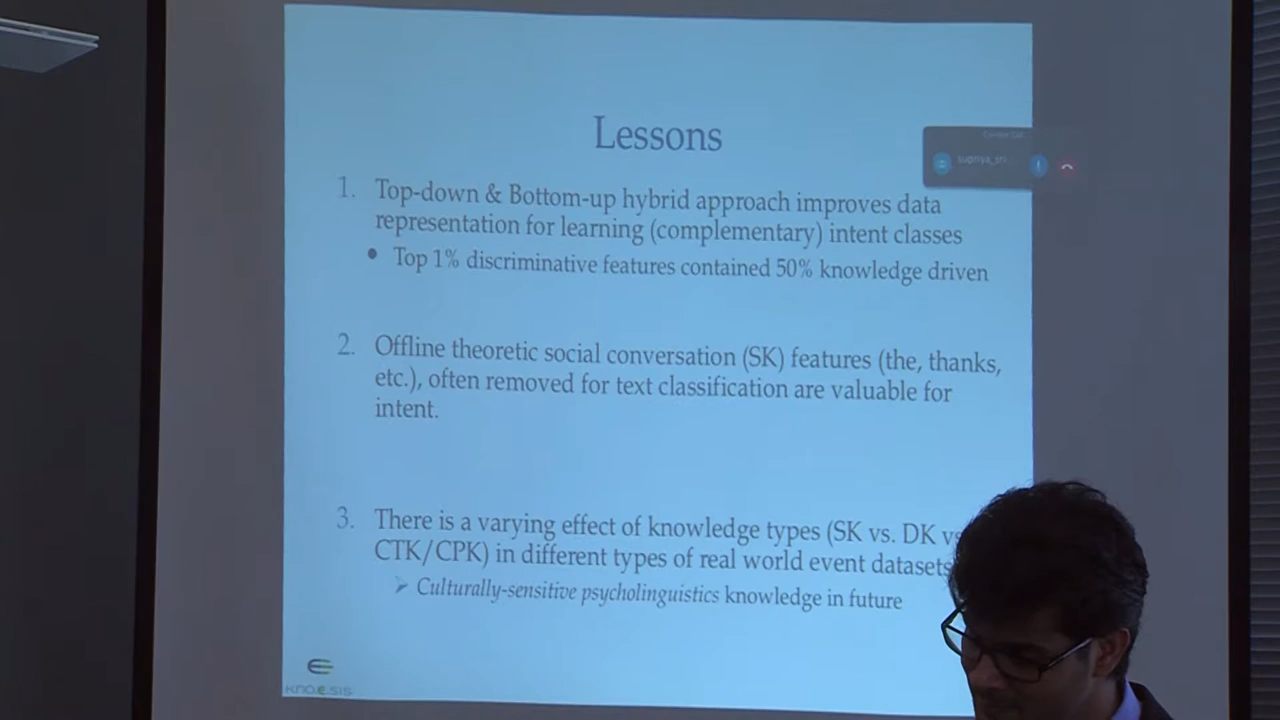 Lessons
1. Top-down & Bottom-up hybrid approach improves data
representation for learning (complementary) intent classes
• Top 1% discriminative features contained 50% knowledge driven
2. Offline theoretic social conversation (SK) features (the, thanks,
etc.), often removed for text classification are valuable for
intent.
3. There is a varying effect of knowledge types (SK vs. DK vs
CTK/CPK) in different types of real world event datasets
➢ Culturally-sensitive psycholinguistics knowledge in future
kno.e.sis